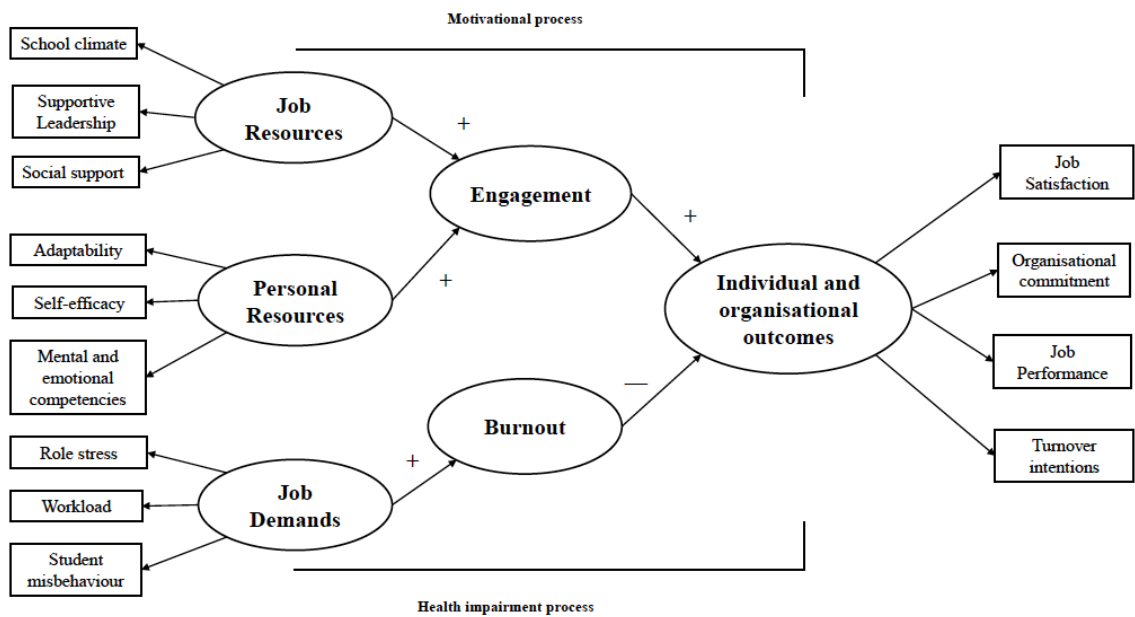 Motivational process
School climate
Supportive
Leadership
Social support
Job
Resources
+
Engagement
+
Adaptability
Self-efficacy
Mental and
emotional
competencies
Personal
Resources
+
Individual and
organisational
outcomes
Job
Satisfaction
Organisational
commitment
Job
Performance
Turnover
intentions
—
Burnout
+
Role stress
Workload
Student
misbehaviour
Job
Demands
Health impairment process